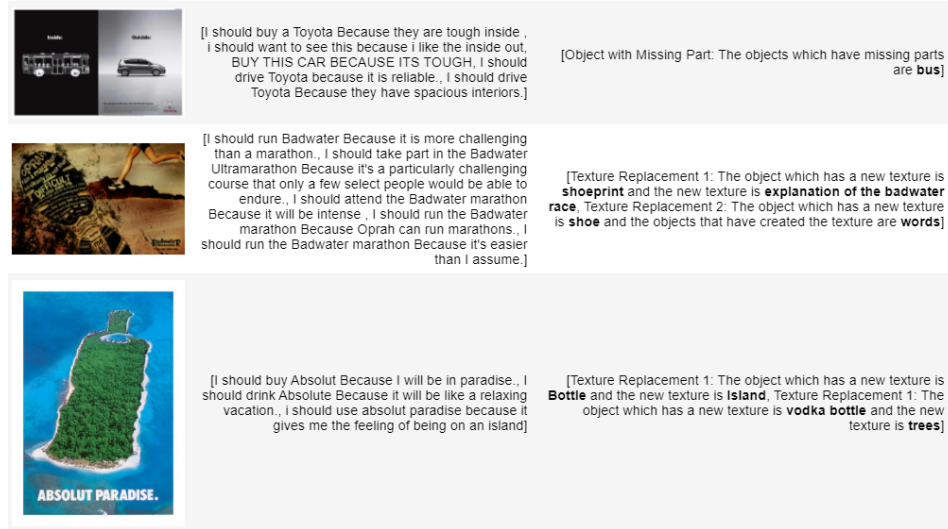 Inside:
Outside:
[I should buy a Toyota Because they are tough inside ,
i should want to see this because i like the inside out,
BUY THIS CAR BECAUSE ITS TOUGH, I should
drive Toyota because it is reliable., I should drive
Toyota Because they have spacious interiors.]
[Object with Missing Part: The objects which have missing parts
are bus]
OPRAH
DIFFICULT
Badwater
[I should run Badwater Because it is more challenging
than a marathon., I should take part in the Badwater
Ultramarathon Because it's a particularly challenging
course that only a few select people would be able to
endure., I should attend the Badwater marathon
Because it will be intense , I should run the Badwater
marathon Because Oprah can run marathons., I
should run the Badwater marathon Because it's easier
than I assume.]
[Texture Replacement 1: The object which has a new texture is
shoeprint and the new texture is explanation of the badwater
race, Texture Replacement 2: The object which has a new texture
is shoe and the objects that have created the texture are words]
ABSOLUT PARADISE.
[I should buy Absolut Because I will be in paradise., I
should drink Absolute Because it will be like a relaxing
vacation., i should use absolut paradise because it
gives me the feeling of being on an island]
[Texture Replacement 1: The object which has a new texture is
Bottle and the new texture is Island, Texture Replacement 1: The
object which has a new texture is vodka bottle and the new
texture is trees]